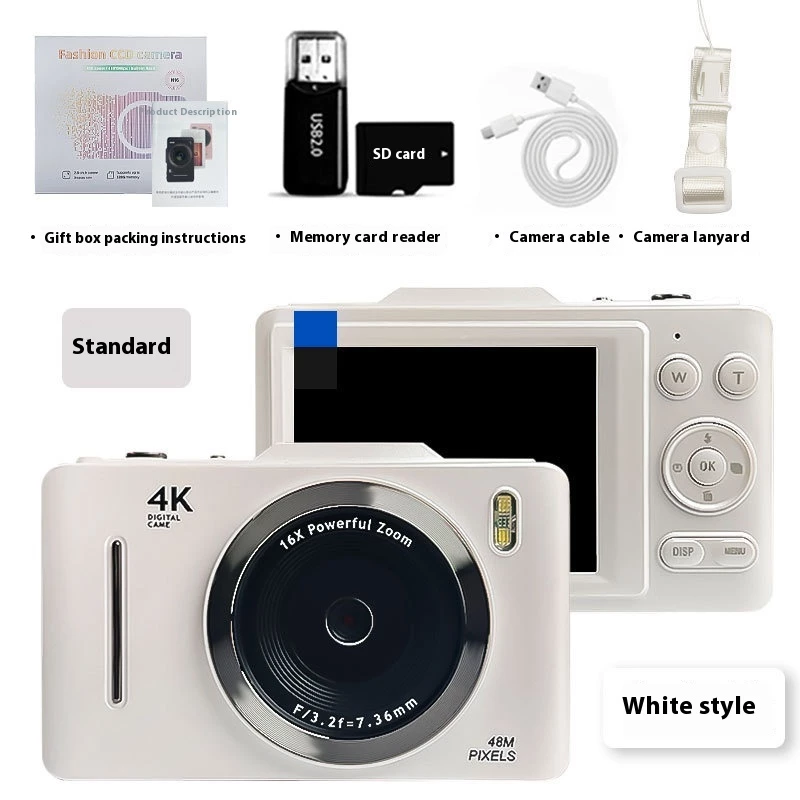 Fashion CCD camera
N16
Product Description
USB2.0
SD card
• Gift box packing instructions
• Memory card reader
• Camera cable
• Camera lanyard
Standard
W
T
OK
DISP
MENU
4K
DIGITAL
CAME
16X Powerful Zoom
F/3.2f=7.36mm
48M
PIXELS
White style